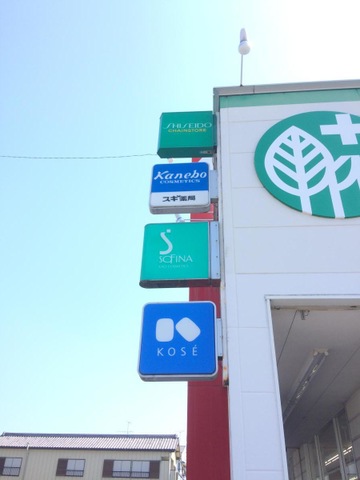 SHISEIDO
CHAINSTORE
Kanebo
COSMETICS
スギ薬局
SOFINA
KOSÉ